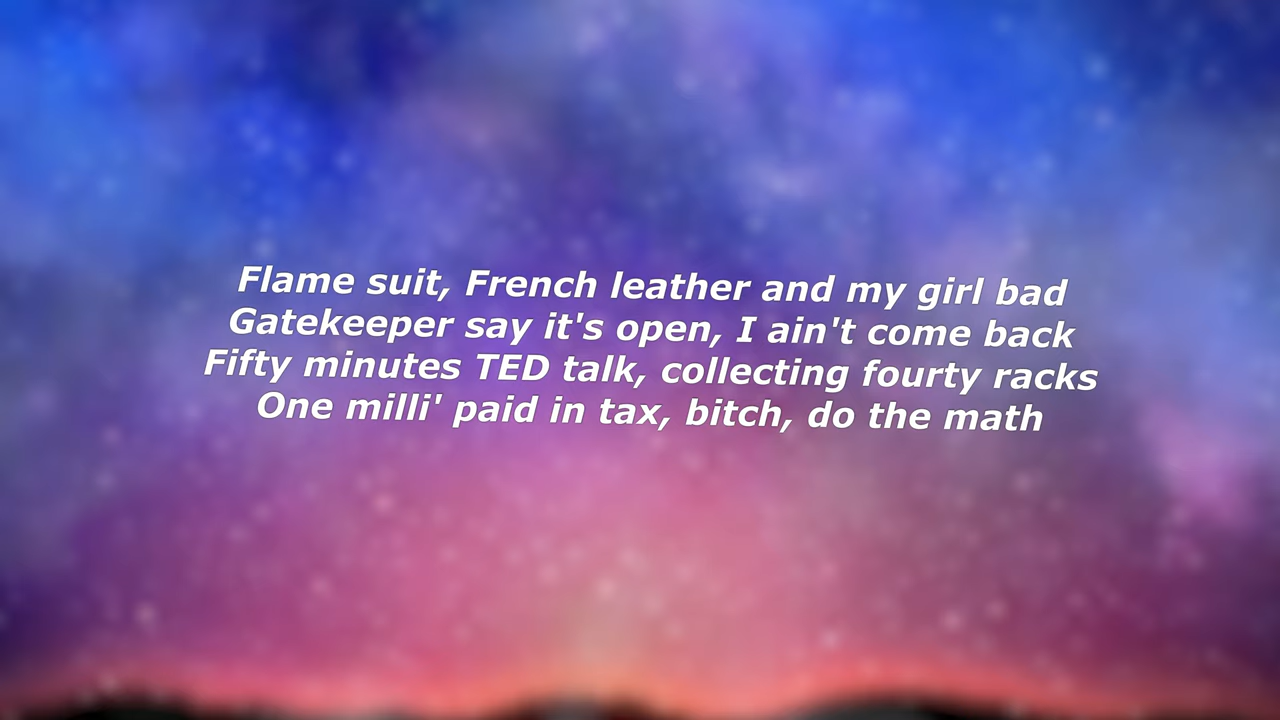 Flame suit, French leather and my girl bad
Gatekeeper say it's open, I ain't come back
Fifty minutes TED talk, collecting fourty racks
One milli' paid in tax, bitch, do the math